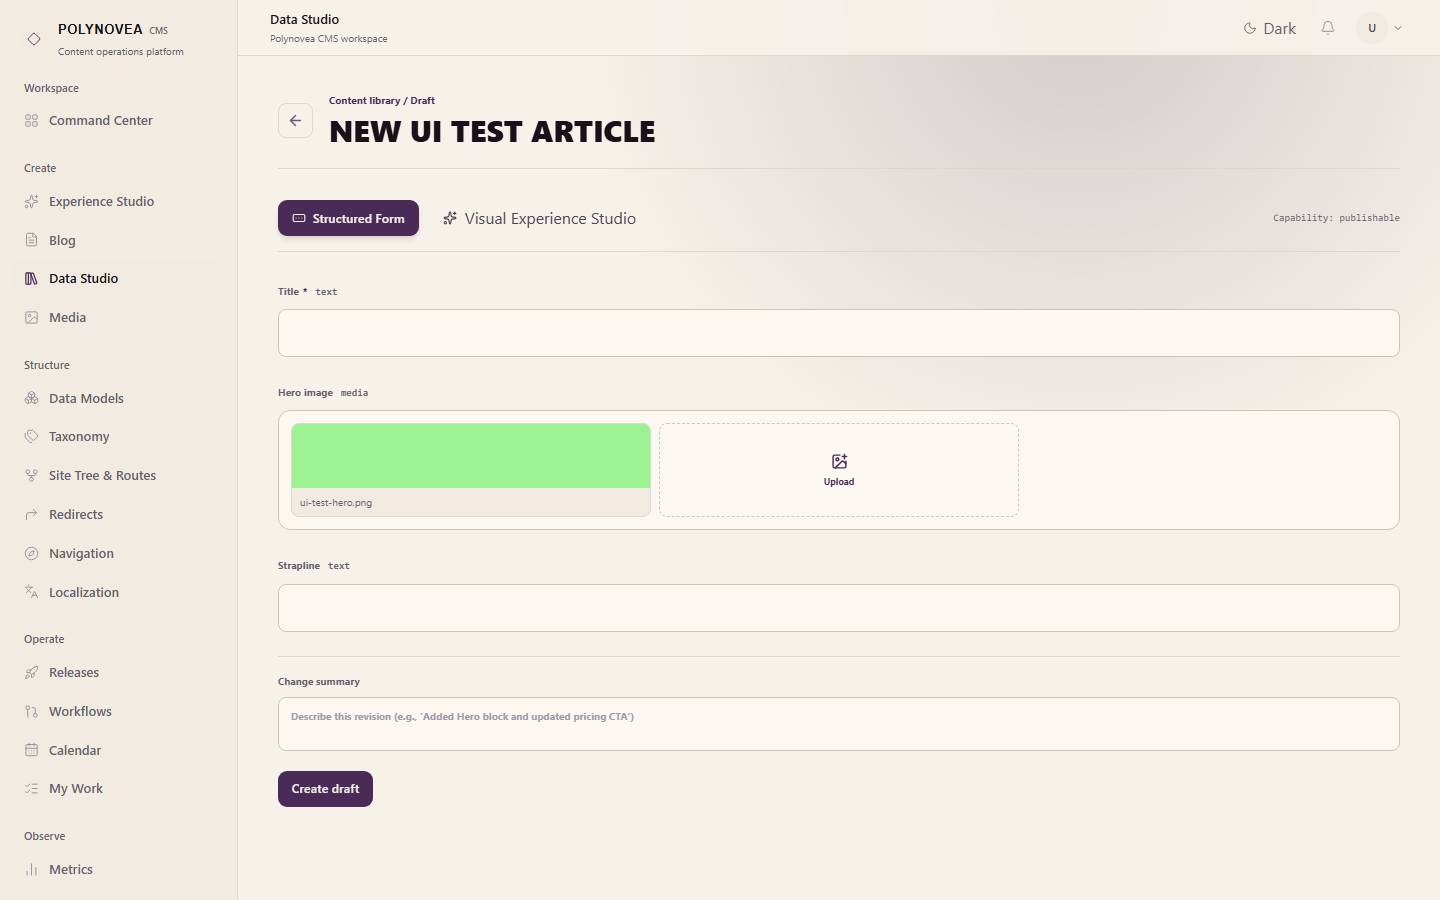 POLYNOVEA CMS
Content operations platform
Workspace
Command Center
Create
Experience Studio
Blog
Data Studio
Media
Structure
Data Models
Taxonomy
Site Tree & Routes
Redirects
Navigation
Localization
Operate
Releases
Workflows
Calendar
My Work
Observe
Metrics
Data Studio
Polynovea CMS workspace
Dark
U
Content library / Draft
NEW UI TEST ARTICLE
Structured Form
Visual Experience Studio
Capability: publishable
Title * text
Hero image media
ui-test-hero.png
Upload
Strapline text
Change summary
Describe this revision (e.g., 'Added Hero block and updated pricing CTA')
Create draft